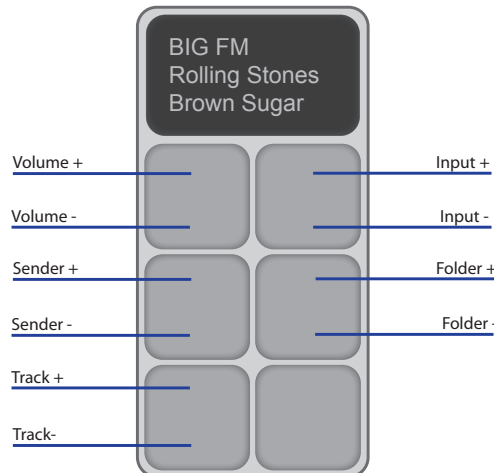 BIG FM
Rolling Stones
Brown Sugar
Volume +
Input +
Volume -
Input -
Sender +
Folder +
Sender -
Folder -
Track +
Track-